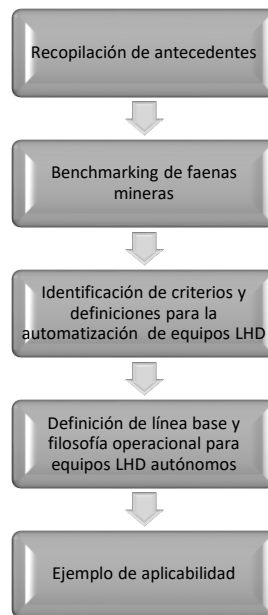 Recopilación de antecedentes
Benchmarking de faenas
mineras
Identificación de criterios y
definiciones para la
automatización de equipos LHD
Definición de línea base y
filosofía operacional para
equipos LHD autónomos
Ejemplo de aplicabilidad